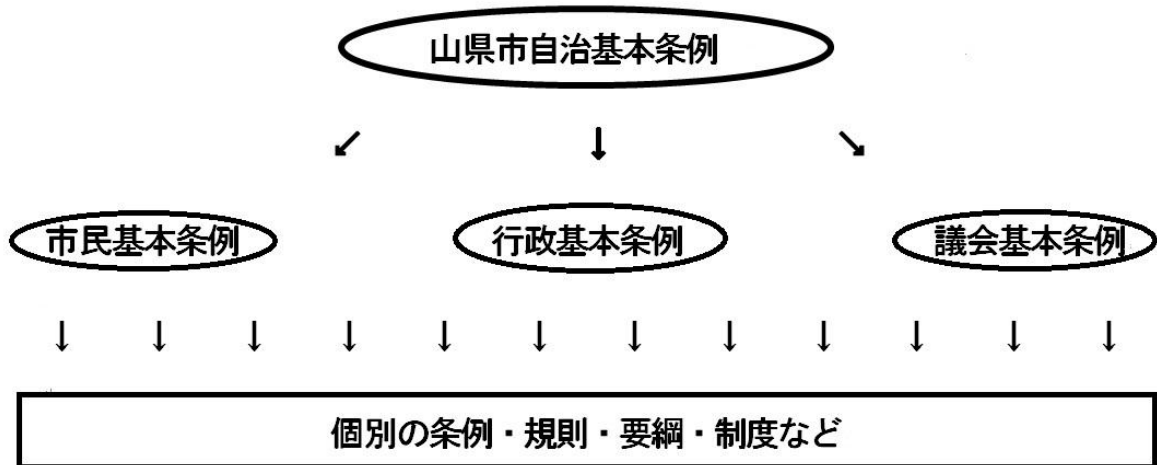 山県市自治基本条例
↙ ↓ ↘
市民基本条例 行政基本条例 議会基本条例
↓ ↓ ↓ ↓ ↓ ↓ ↓ ↓ ↓ ↓ ↓ ↓
個別の条例・規則・要綱・制度など